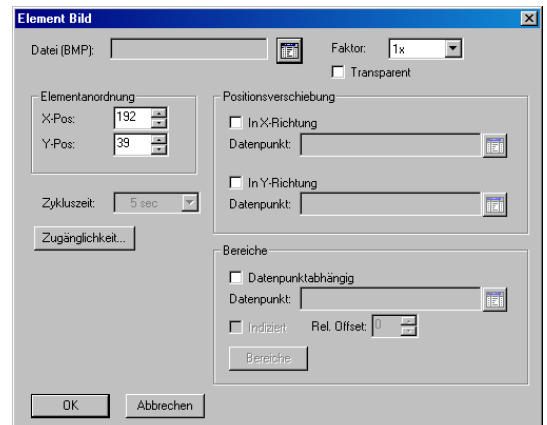 Element Bild
Datei (BMP):
Faktor: 1x
Transparent
Elementanordnung
X-Pos: 192
Y-Pos: 39
Zykluszeit: 5 sec
Zugänglichkeit...
Positionsverschiebung
In X-Richtung
Datenpunkt:
In Y-Richtung
Datenpunkt:
Bereiche
Datenpunktabhängig
Datenpunkt:
Indiziert Rel. Offset: 0
Bereiche
OK Abbrechen